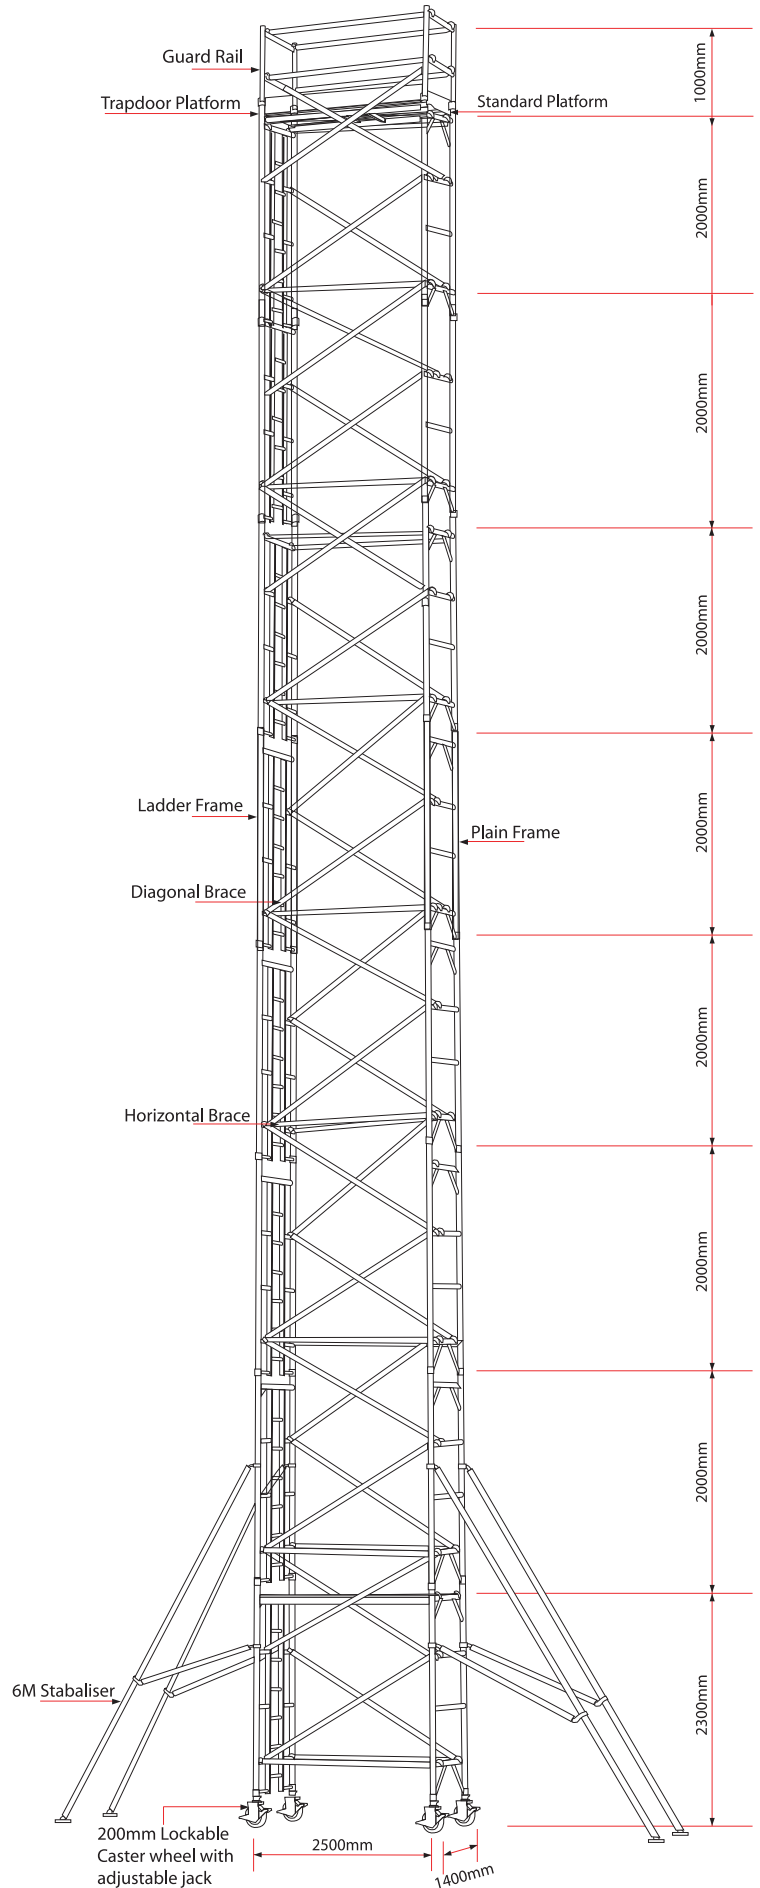 Guard Rail
Trapdoor Platform
Standard Platform
1000mm
2000mm
2000mm
2000mm
Ladder Frame
Plain Frame
2000mm
Diagonal Brace
2000mm
Horizontal Brace
2000mm
2000mm
6M Stabaliser
2300mm
200mm Lockable
Caster wheel with
adjustable jack
2500mm
1400mm